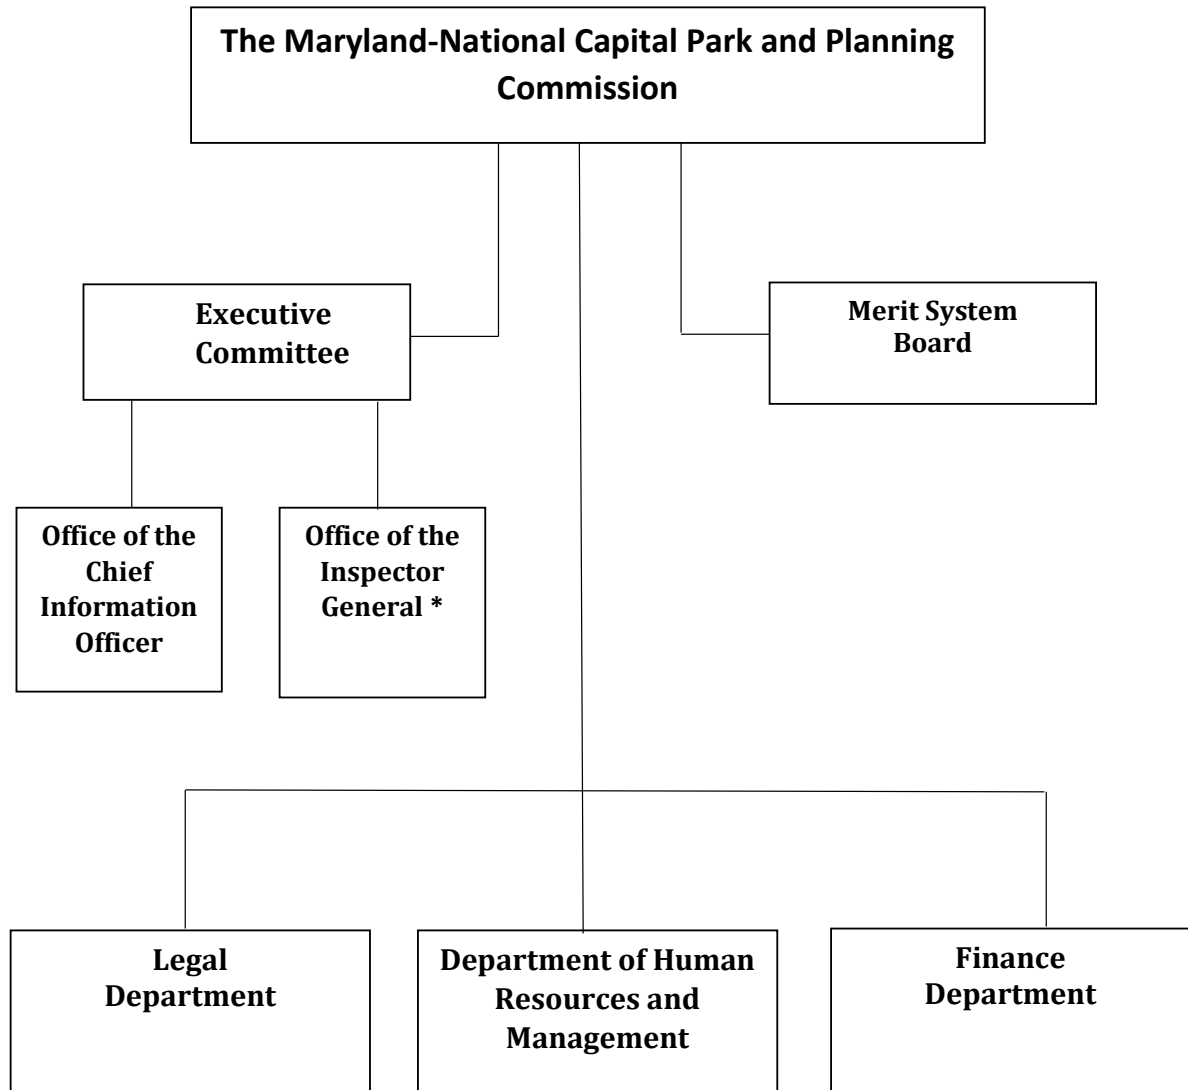 The Maryland-National Capital Park and Planning
Commission
Executive
Committee
Merit System
Board
Office of the
Chief
Information
Officer
Office of the
Inspector
General *
Legal
Department
Department of Human
Resources and
Management
Finance
Department